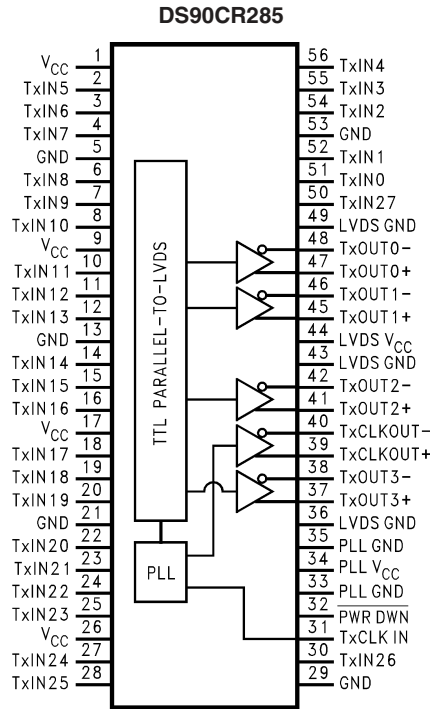 DS90CR285
VCC 1
TxIN5 2
TxIN6 3
TxIN7 4
GND 5
TxIN8 6
TxIN9 7
TxIN10 8
VCC 9
TxIN11 10
TxIN12 11
TxIN13 12
GND 13
TxIN14 14
TxIN15 15
TxIN16 16
VCC 17
TxIN17 18
TxIN18 19
TxIN19 20
GND 21
TxIN20 22
TxIN21 23
TxIN22 24
TxIN23 25
VCC 26
TxIN24 27
TxIN25 28
TTL PARALLEL-TO-LVDS
PLL
56 TxIN4
55 TxIN3
54 TxIN2
53 GND
52 TxIN1
51 TxIN0
50 TxIN27
49 LVDS GND
48 TxOUT0-
47 TxOUT0+
46 TxOUT1-
45 TxOUT1+
44 LVDS VCC
43 LVDS GND
42 TxOUT2-
41 TxOUT2+
40 TxCLKOUT-
39 TxCLKOUT+
38 TxOUT3-
37 TxOUT3+
36 LVDS GND
35 PLL GND
34 PLL VCC
33 PLL GND
32 PWR DWN
31 TxCLK IN
30 TxIN26
29 GND